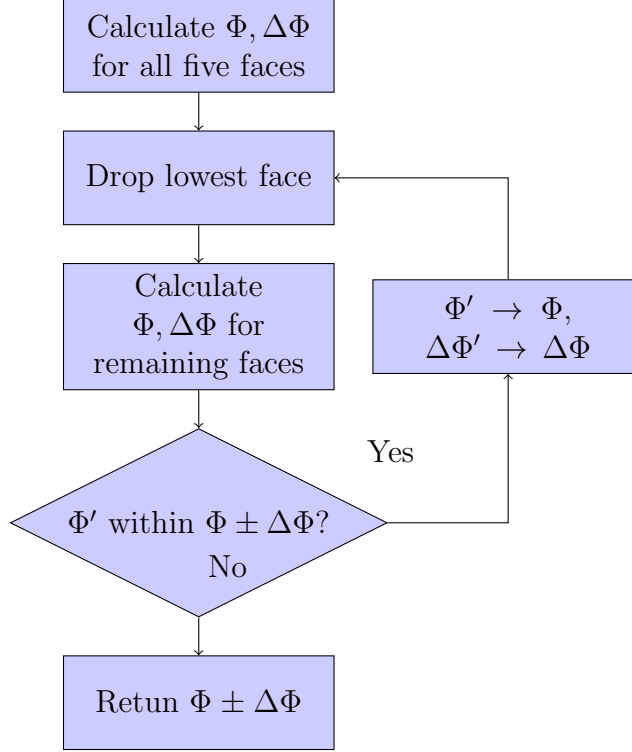 Calculate Φ, ΔΦ
for all five faces
Drop lowest face
Calculate
Φ, ΔΦ for
remaining faces
Φ′ → Φ,
ΔΦ′ → ΔΦ
Yes
Φ′ within Φ ± ΔΦ?
No
Retun Φ ± ΔΦ